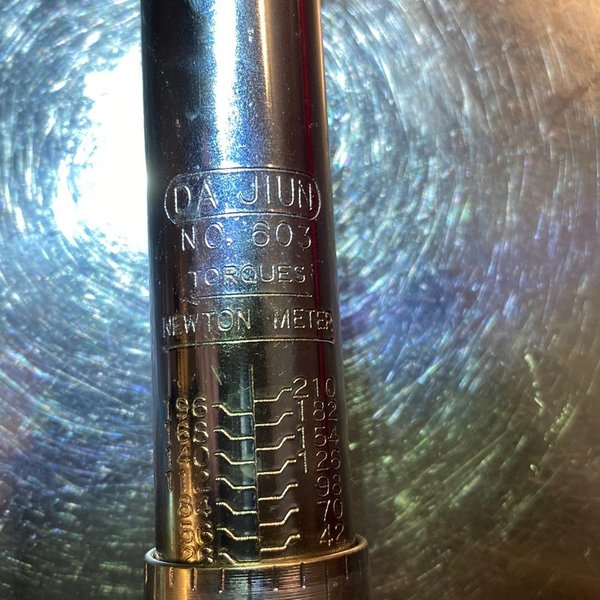 DA JIUN
NO. 603
TORQUES
NEWTON METER
210
196
182
168
154
140
126
98
70
42